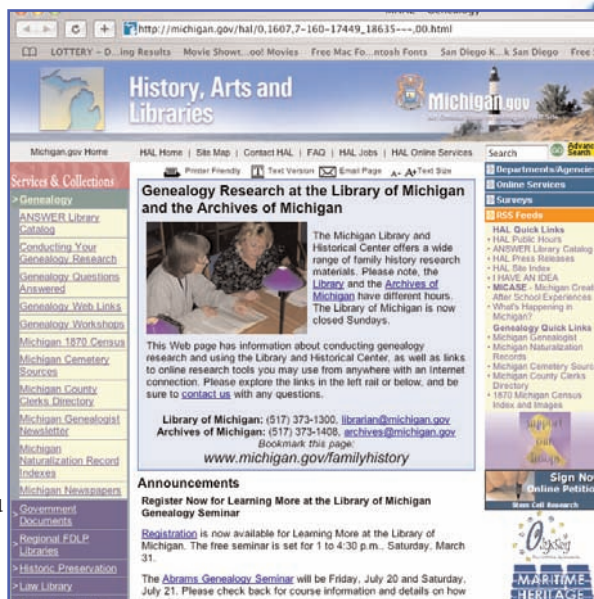 http://michigan.gov/hal/0,1607,7-160-17449_18635---,00.html
LOTTERY – D...ing Results Movie Showt...oo! Movies Free Mac Fo...ntosh Fonts San Diego K...k San Diego Free
History, Arts and
Libraries
Michigan.gov
Michigan.gov Home
HAL Home | Site Map | Contact HAL | FAQ | HAL Jobs | HAL Online Services
Search
GO
Advanced
Search
Printer Friendly Text Version Email Page A- A+ Text Size
Services & Collections
>Genealogy
ANSWER Library
Catalog
Conducting Your
Genealogy Research
Genealogy Questions
Answered
Genealogy Web Links
Genealogy Workshops
Michigan 1870 Census
Michigan Cemetery
Sources
Michigan County
Clerks Directory
Michigan Genealogist
Newsletter
Michigan
Naturalization Record
Indexes
Michigan Newspapers
>Government
Documents
>Regional FDLP
Libraries
>Historic Preservation
>Law Library
Genealogy Research at the Library of Michigan
and the Archives of Michigan
The Michigan Library and
Historical Center offers a wide
range of family history research
materials. Please note, the
Library and the Archives of
Michigan have different hours.
The Library of Michigan is now
closed Sundays.
This Web page has information about conducting genealogy
research and using the Library and Historical Center, as well as links
to online research tools you may use from anywhere with an Internet
connection. Please explore the links in the left rail or below, and be
sure to contact us with any questions.
Library of Michigan: (517) 373-1300, librarian@michigan.gov
Archives of Michigan: (517) 373-1408, archives@michigan.gov
Bookmark this page:
www.michigan.gov/familyhistory
Announcements
Register Now for Learning More at the Library of Michigan
Genealogy Seminar
Registration is now available for Learning More at the Library of
Michigan. The free seminar is set for 1 to 4:30 p.m., Saturday, March
31.
The Abrams Genealogy Seminar will be Friday, July 20 and Saturday,
July 21. Please check back for course information and details on how
Departments/Agencies
Online Services
Surveys
RSS Feeds
HAL Quick Links
• HAL Public Hours
• ANSWER Library Catalog
• HAL Press Releases
• HAL Site Index
• I HAVE AN IDEA
• MICASE - Michigan Great
After School Experiences
• What's Happening in
Michigan?
Genealogy Quick Links
• Michigan Genealogist
• Michigan Naturalization
Records
• Michigan Cemetery Sources
• Michigan County Clerks
Directory
• 1870 Michigan Census
Index and Images
Support
our
troops
Sign Now
Online Petition
Stem Cell Research
MARITIME
HERITAGE